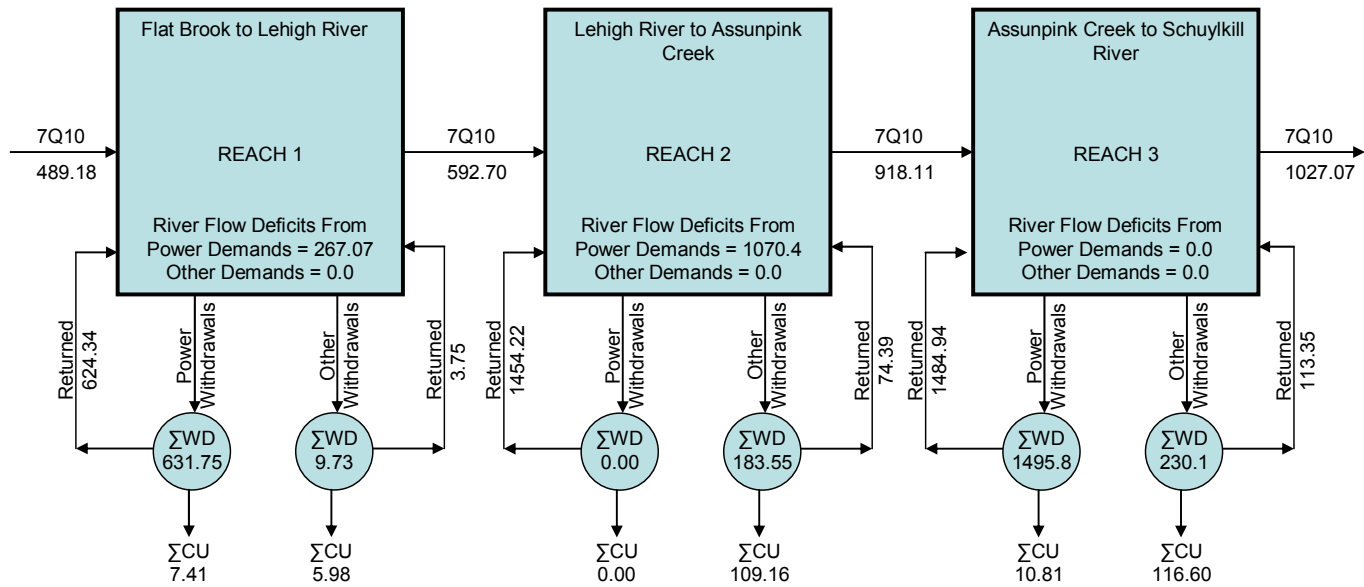 Flat Brook to Lehigh River
REACH 1
River Flow Deficits From
Power Demands = 267.07
Other Demands = 0.0
Lehigh River to Assunpink
Creek
REACH 2
River Flow Deficits From
Power Demands = 1070.4
Other Demands = 0.0
Assunpink Creek to Schuylkill
River
REACH 3
River Flow Deficits From
Power Demands = 0.0
Other Demands = 0.0
7Q10
489.18
7Q10
592.70
7Q10
918.11
7Q10
1027.07
Returned
624.34
Power
Withdrawals
Other
Withdrawals
Returned
3.75
Returned
1454.22
Power
Withdrawals
Other
Withdrawals
Returned
74.39
Returned
1484.94
Power
Withdrawals
Other
Withdrawals
Returned
113.35
∑WD
631.75
∑WD
9.73
∑WD
0.00
∑WD
183.55
∑WD
1495.8
∑WD
230.1
∑CU
7.41
∑CU
5.98
∑CU
0.00
∑CU
109.16
∑CU
10.81
∑CU
116.60